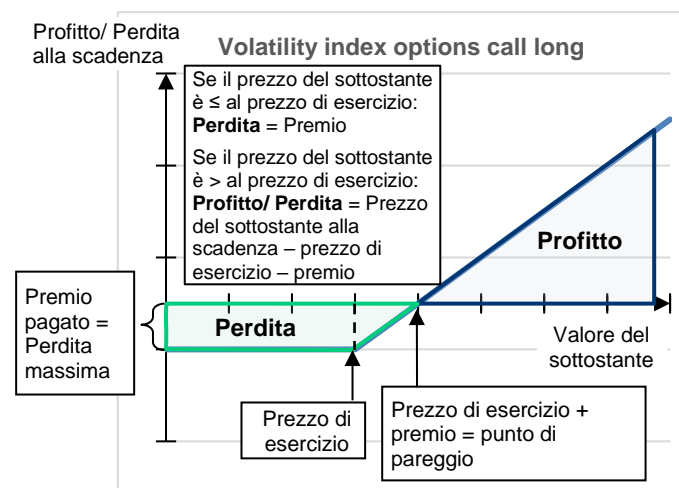 Profitto/ Perdita
alla scadenza
Volatility index options call long
Se il prezzo del sottostante
è ≤ al prezzo di esercizio:
Perdita = Premio
Se il prezzo del sottostante
è > al prezzo di esercizio:
Profitto/ Perdita = Prezzo
del sottostante alla
scadenza – prezzo di
esercizio – premio
Profitto
Premio
pagato =
Perdita
massima
Perdita
Valore del
sottostante
Prezzo di
esercizio
Prezzo di esercizio +
premio = punto di
pareggio